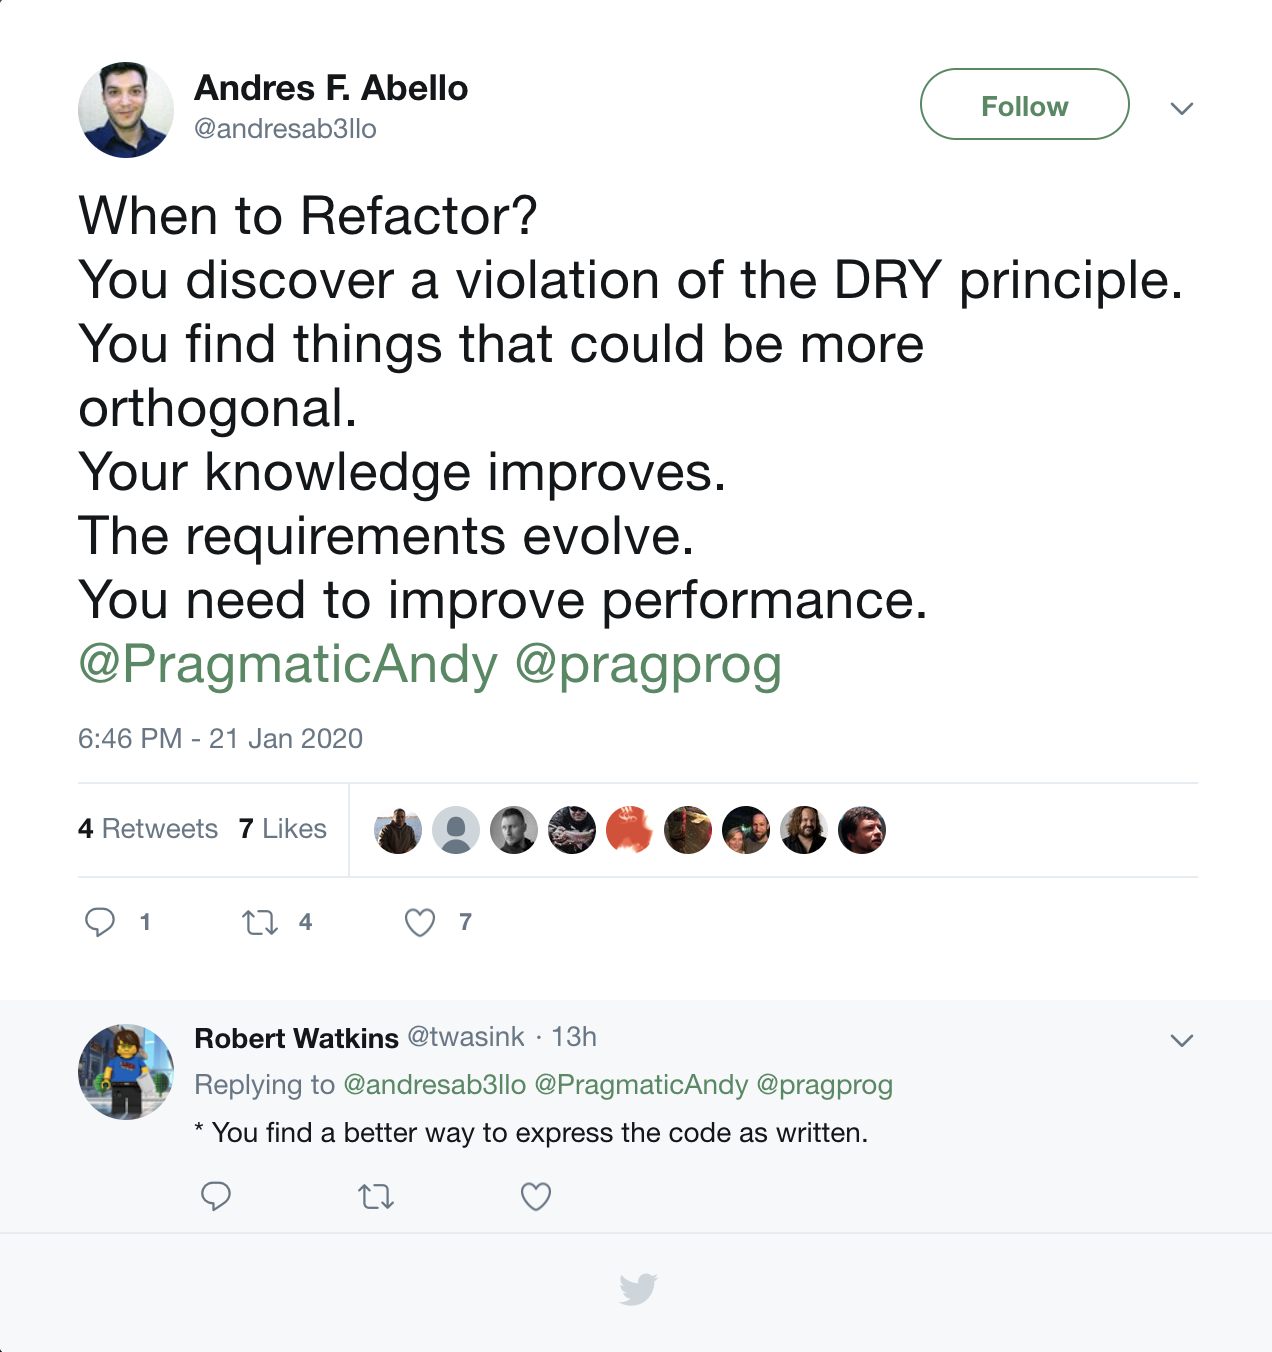 Andres F. Abello
@andresab3llo
Follow
When to Refactor?
You discover a violation of the DRY principle.
You find things that could be more
orthogonal.
Your knowledge improves.
The requirements evolve.
You need to improve performance.
@PragmaticAndy @pragprog
6:46 PM - 21 Jan 2020
4 Retweets 7 Likes
1 4 7
Robert Watkins @twasink · 13h
Replying to @andresab3llo @PragmaticAndy @pragprog
* You find a better way to express the code as written.